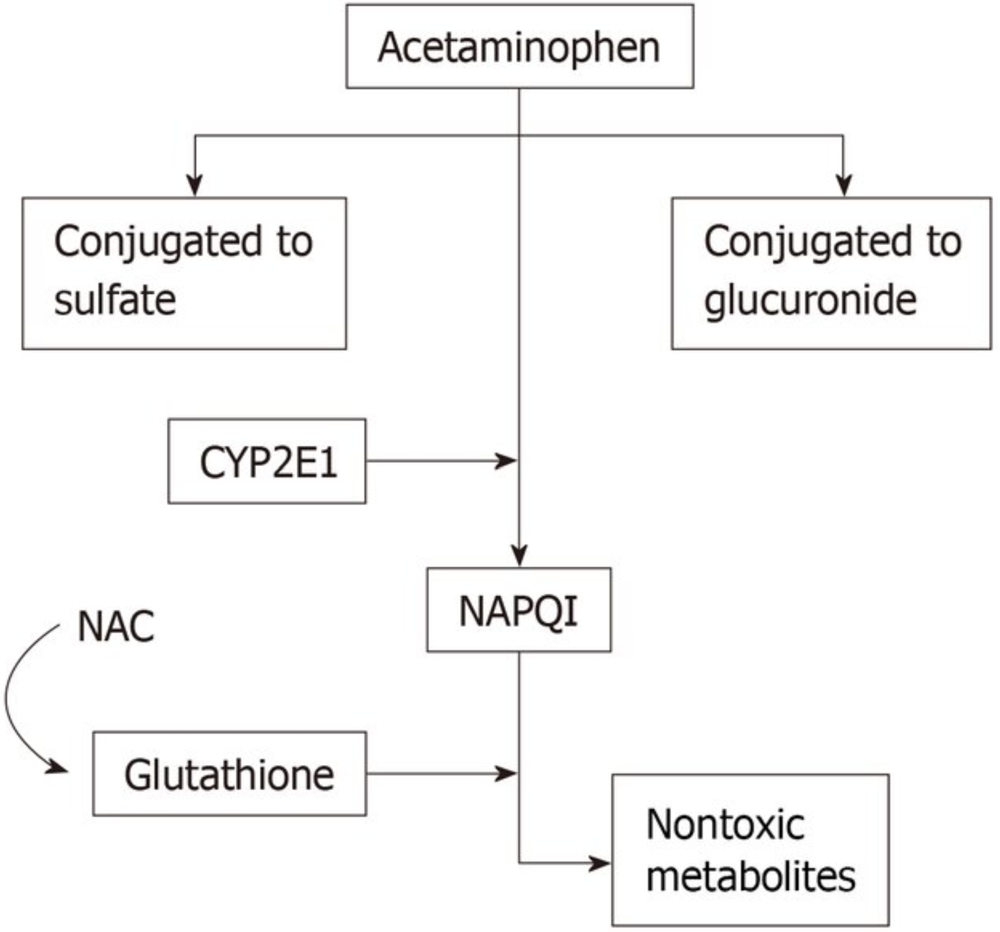 Acetaminophen
Conjugated to
sulfate
Conjugated to
glucuronide
CYP2E1
NAPQI
NAC
Glutathione
Nontoxic
metabolites